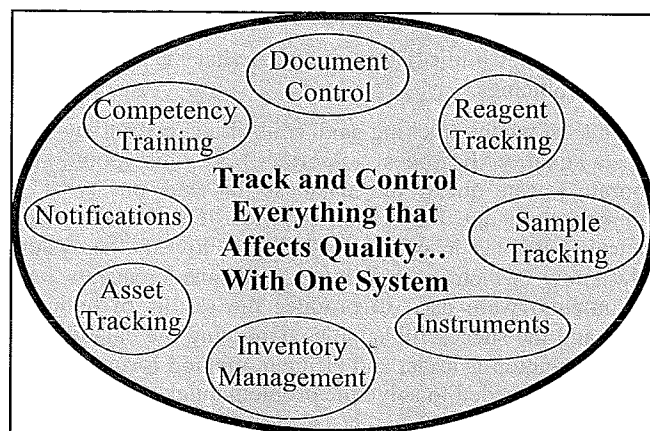 Document
Control
Competency
Training
Reagent
Tracking
Track and Control
Everything that
Affects Quality...
With One System
Notifications
Sample
Tracking
Asset
Tracking
Instruments
Inventory
Management